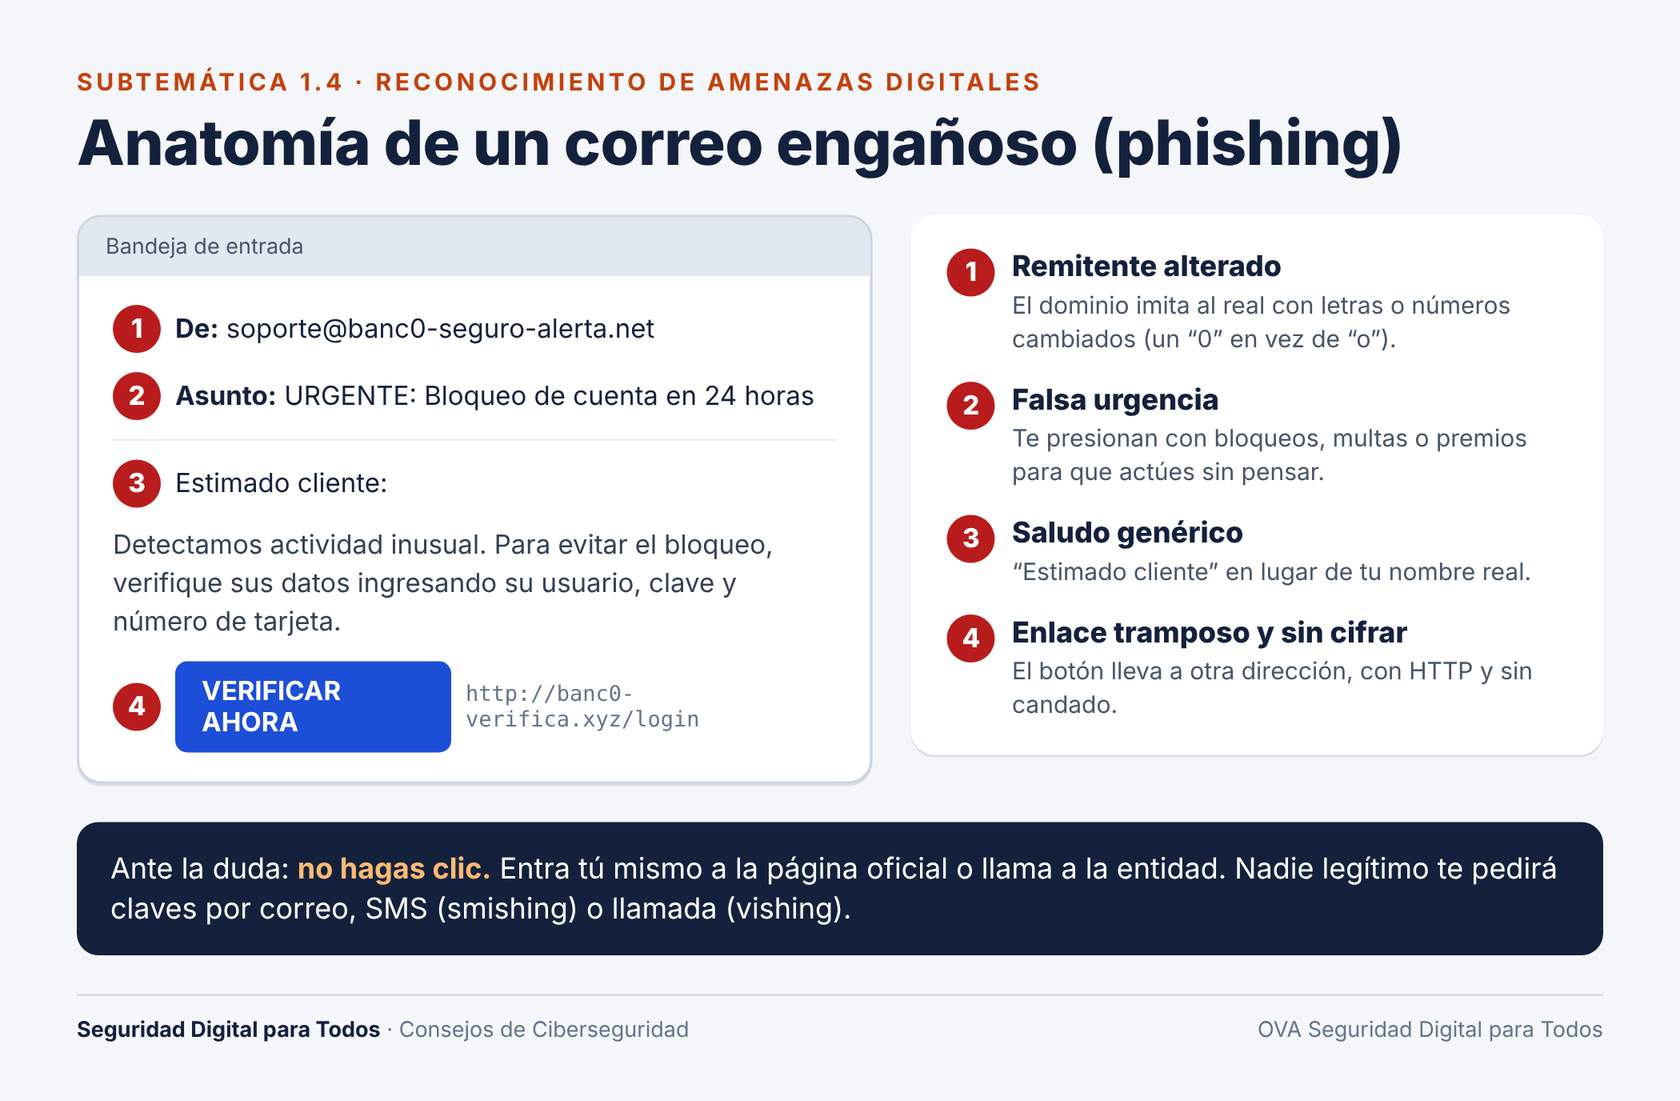 SUBTEMÁTICA 1.4 · RECONOCIMIENTO DE AMENAZAS DIGITALES
Anatomía de un correo engañoso (phishing)
Bandeja de entrada
1 De: soporte@banc0-seguro-alerta.net
2 Asunto: URGENTE: Bloqueo de cuenta en 24 horas
3 Estimado cliente:
Detectamos actividad inusual. Para evitar el bloqueo,
verifique sus datos ingresando su usuario, clave y
número de tarjeta.
4
VERIFICAR
AHORA
http://banc0-
verifica.xyz/login
1 Remitente alterado
El dominio imita al real con letras o números
cambiados (un “0” en vez de “o”).
2 Falsa urgencia
Te presionan con bloqueos, multas o premios
para que actúes sin pensar.
3 Saludo genérico
“Estimado cliente” en lugar de tu nombre real.
4 Enlace tramposo y sin cifrar
El botón lleva a otra dirección, con HTTP y sin
candado.
Ante la duda: no hagas clic. Entra tú mismo a la página oficial o llama a la entidad. Nadie legítimo te pedirá
claves por correo, SMS (smishing) o llamada (vishing).
Seguridad Digital para Todos · Consejos de Ciberseguridad
OVA Seguridad Digital para Todos